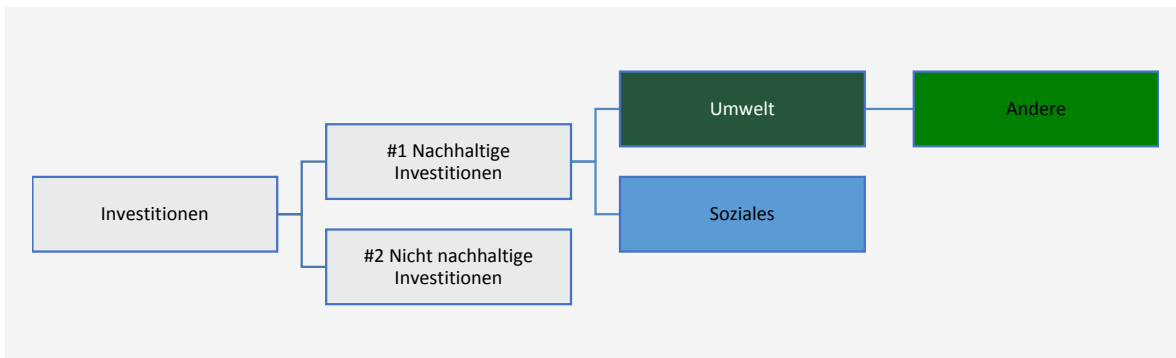 Umwelt
Andere
#1 Nachhaltige
Investitionen
Investitionen
Soziales
#2 Nicht nachhaltige
Investitionen